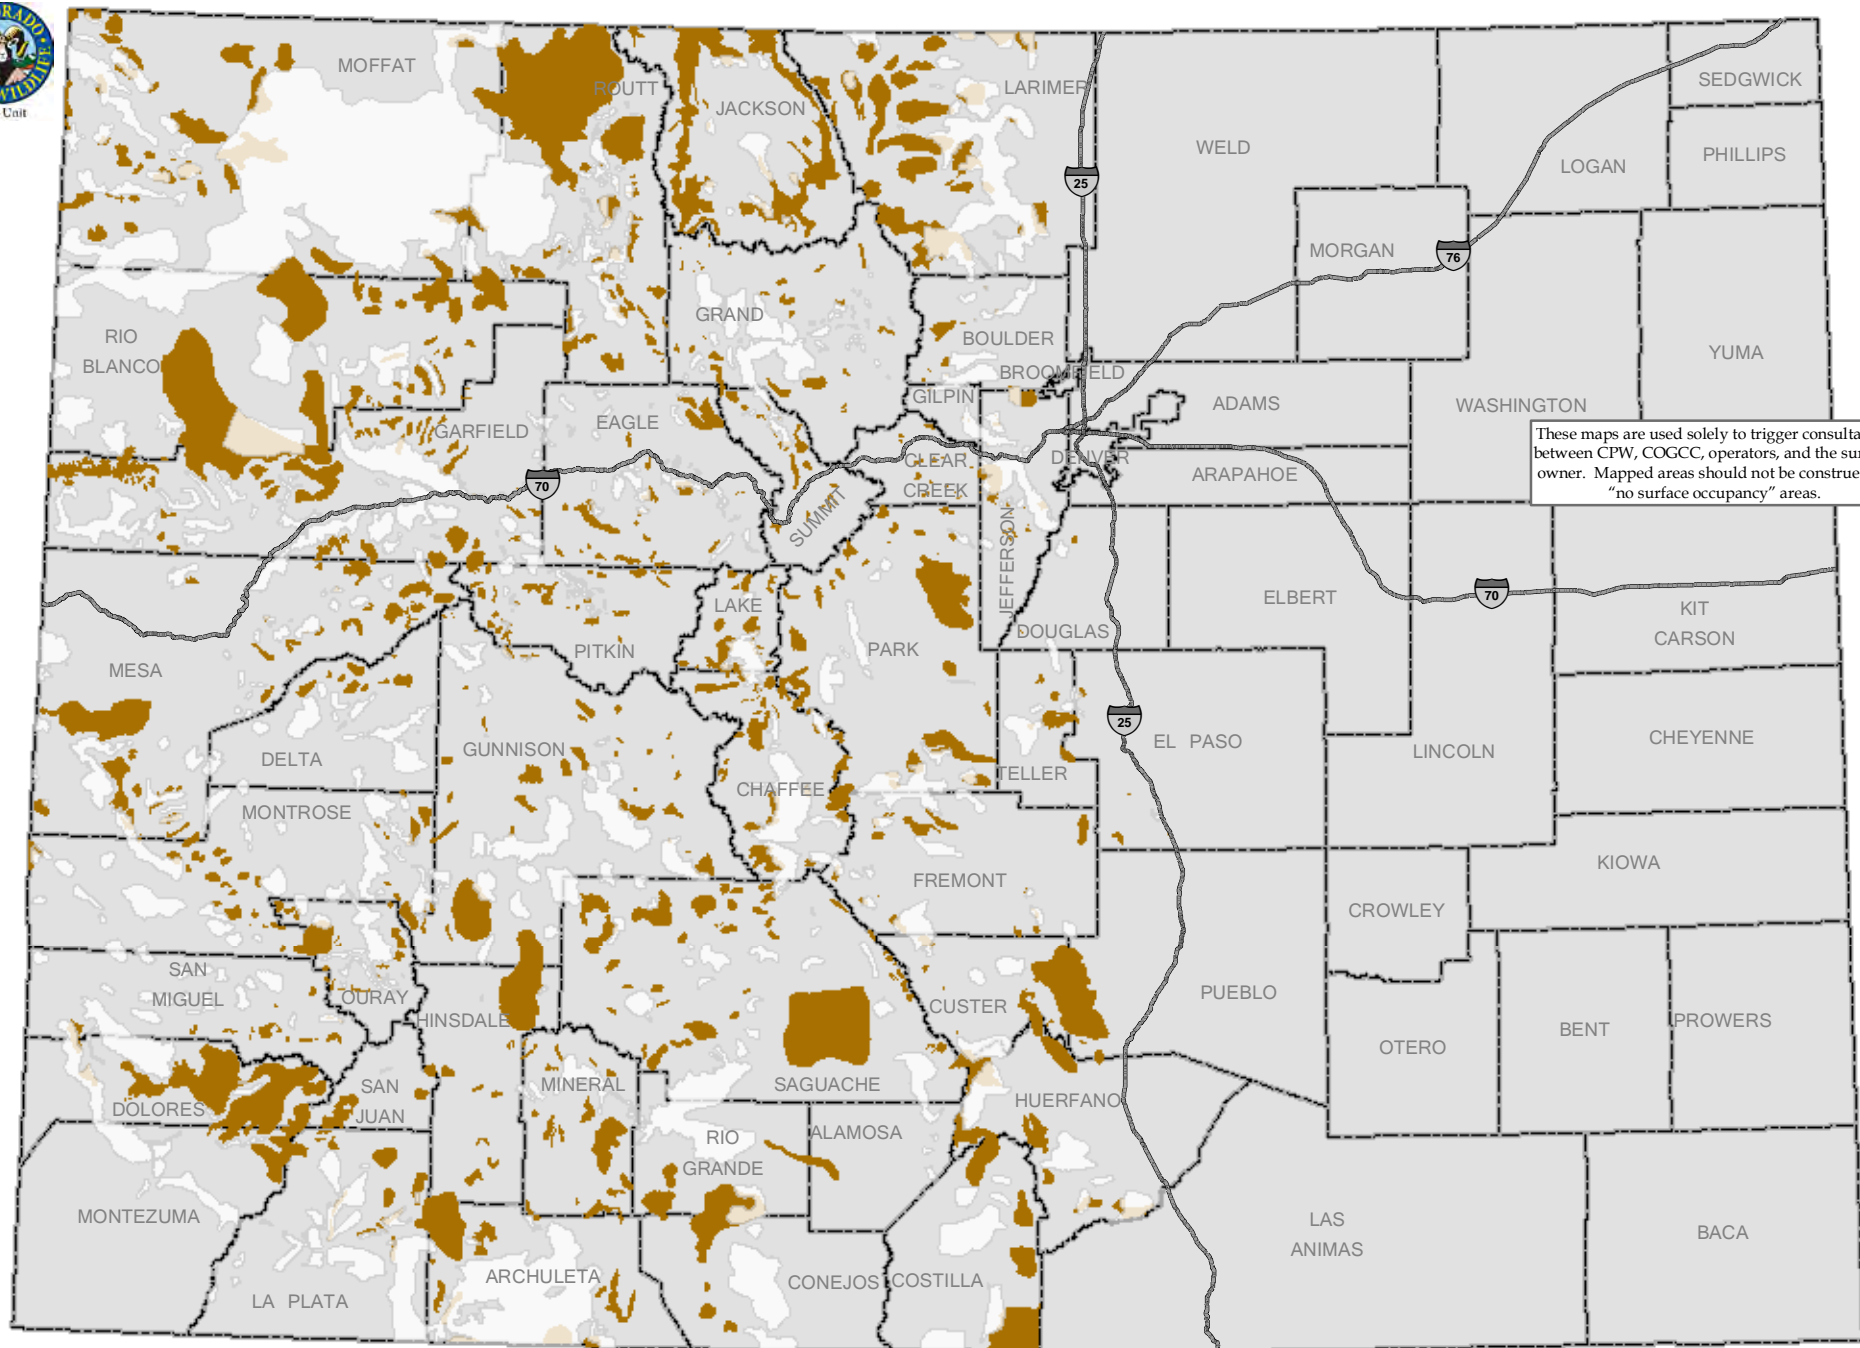 ORADO
WILDLIFE
Unit
MOFFAT
ROUTT
JACKSON
LARIMER
SEDGWICK
WELD
LOGAN
PHILLIPS
25
MORGAN
76
RIO
BLANCO
GRAND
BOULDER
YUMA
BROOMFIELD
GILPIN
ADAMS
WASHINGTON
GARFIELD
EAGLE
These maps are used solely to trigger consulta
between CPW, COGCC, operators, and the sur
owner. Mapped areas should not be construe
“no surface occupancy” areas.
CLEAR
CREEK
DENVER
ARAPAHOE
70
SUMMIT
JEFFERSON
LAKE
ELBERT
70
KIT
CARSON
DOUGLAS
PITKIN
PARK
MESA
25
EL PASO
CHEYENNE
DELTA
GUNNISON
LINCOLN
TELLER
CHAFFEE
MONTROSE
KIOWA
FREMONT
CROWLEY
SAN
MIGUEL
OURAY
HINSDALE
CUSTER
PUEBLO
BENT
PROWERS
OTERO
SAGUACHE
MINERAL
SAN
JUAN
DOLORES
HUERFANO
RIO
GRANDE
ALAMOSA
MONTEZUMA
LAS
ANIMAS
BACA
ARCHULETA
CONEJOS
COSTILLA
LA PLATA